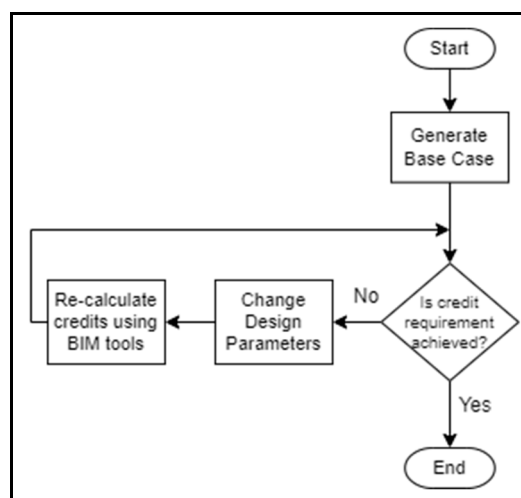 Start
Generate
Base Case
Is credit
requirement
achieved?
No
Change
Design
Parameters
Re-calculate
credits using
BIM tools
Yes
End